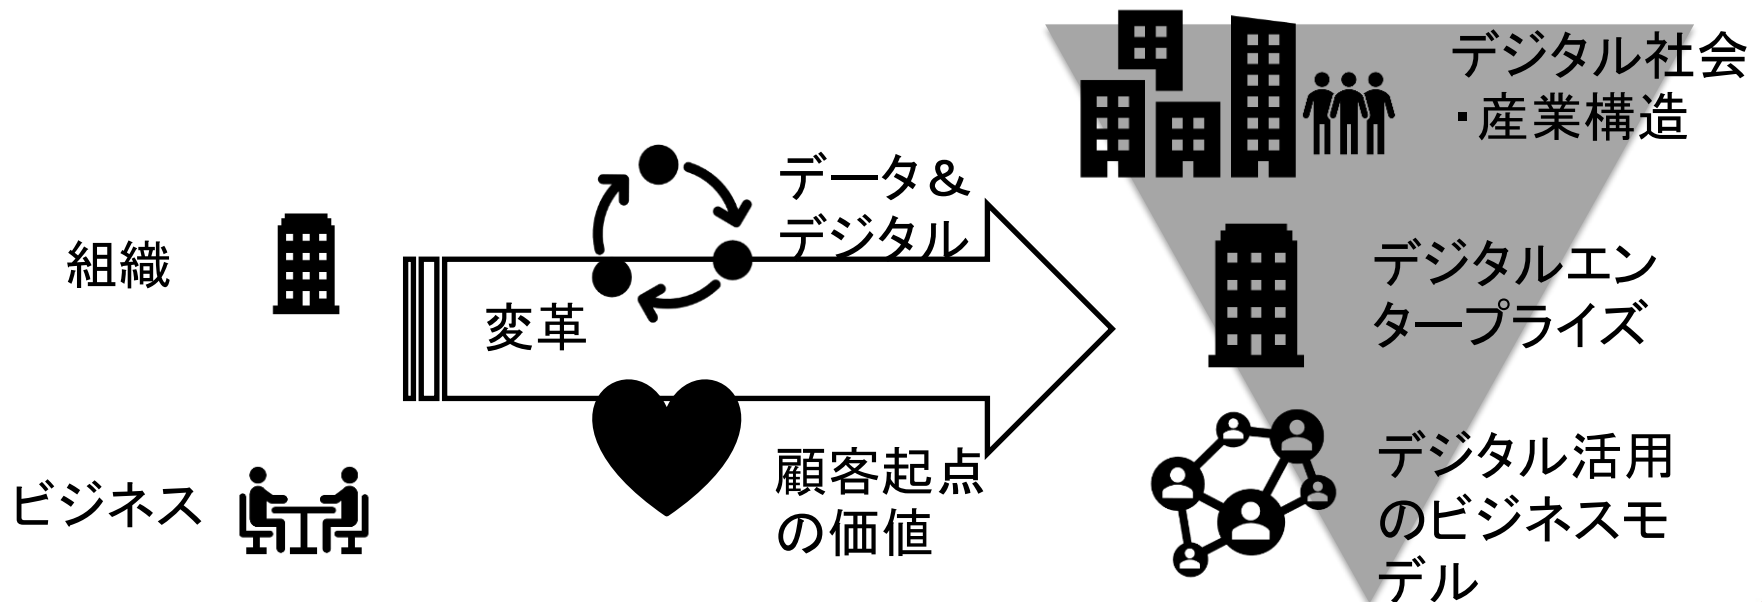 組織
ビジネス
変革
データ＆
デジタル
顧客起点
の価値
デジタル社会
・産業構造
デジタルエン
タープライズ
デジタル活用
のビジネスモ
デル